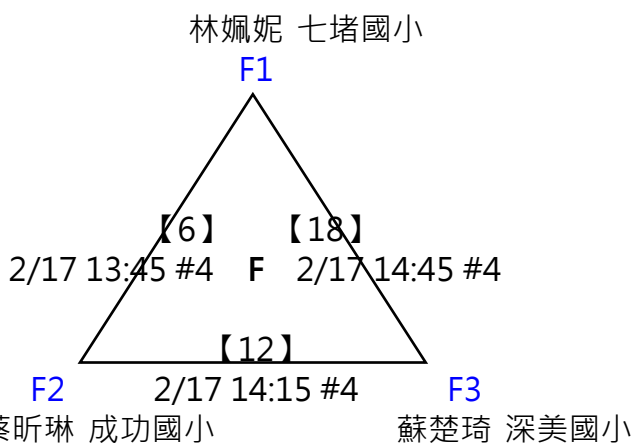 林姵妮 七堵國小
F1
【6】 【18】
2/17 13:45 #4 F 2/17 14:45 #4
【12】
F2 2/17 14:15 #4 F3
蔡昕琳 成功國小 蘇楚琦 深美國小